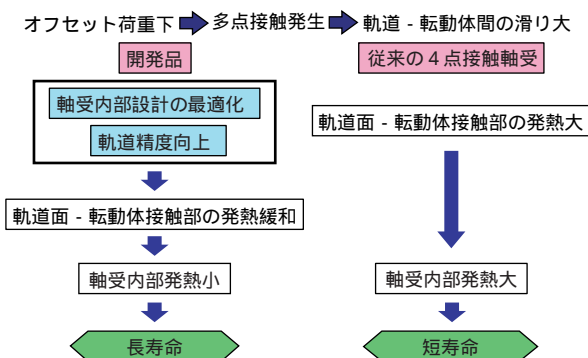 オフセット荷重下 多点接触発生 軌道 - 転動体間の滑り大
開発品
従来の４点接触軸受
軸受内部設計の最適化
軌道精度向上
軌道面 - 転動体接触部の発熱大
軌道面 - 転動体接触部の発熱緩和
軸受内部発熱小
軸受内部発熱大
長寿命
短寿命